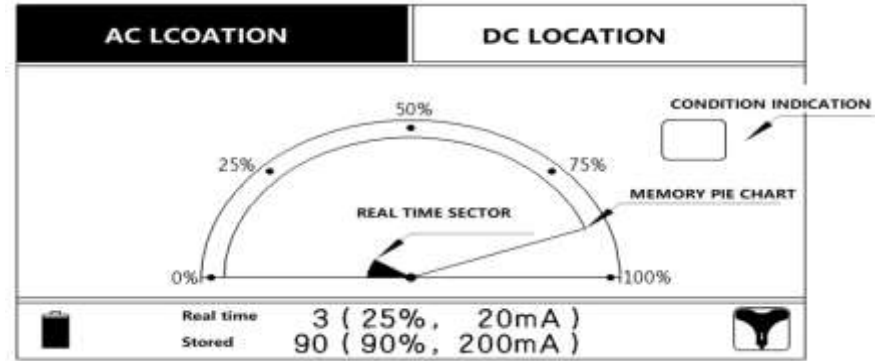 AC LCOATION
DC LOCATION
CONDITION INDICATION
50%
25%
75%
MEMORY PIE CHART
REAL TIME SECTOR
0%
100%
Real time 3 ( 25%, 20mA )
Stored 90 ( 90%, 200mA )